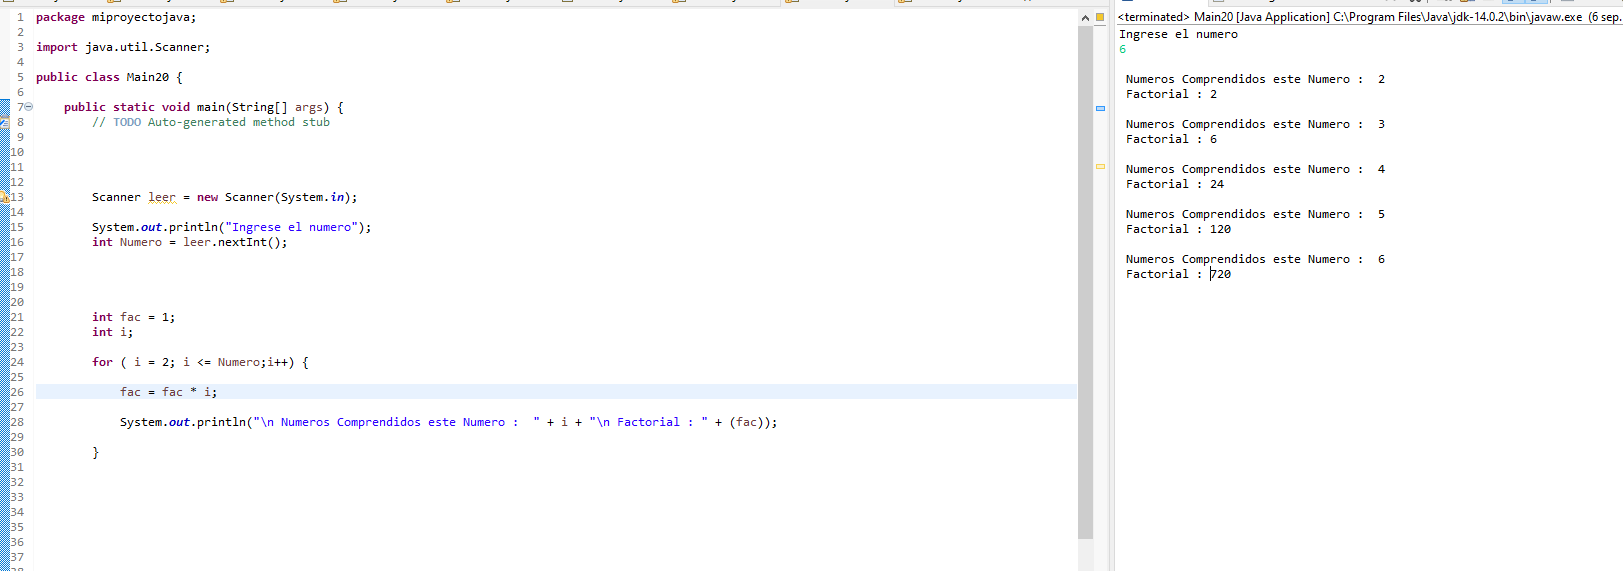 1 package miproyectojava;
2
3 import java.util.Scanner;
4
5 public class Main20 {
6
7 public static void main(String[] args) {
8 // TODO Auto-generated method stub
9
10
11
12
13 Scanner leer = new Scanner(System.in);
14
15 System.out.println("Ingrese el numero");
16 int Numero = leer.nextInt();
17
18
19
20
21 int fac = 1;
22 int i;
23
24 for ( i = 2; i <= Numero;i++) {
25
26 fac = fac * i;
27
28 System.out.println("\n Numeros Comprendidos este Numero :  " + i + "\n Factorial : " + (fac));
29
30 }
31
32
33
34
35
36
37
<terminated> Main20 [Java Application] C:\Program Files\Java\jdk-14.0.2\bin\javaw.exe (6 sep.
Ingrese el numero
6
Numeros Comprendidos este Numero :  2
Factorial : 2
Numeros Comprendidos este Numero :  3
Factorial : 6
Numeros Comprendidos este Numero :  4
Factorial : 24
Numeros Comprendidos este Numero :  5
Factorial : 120
Numeros Comprendidos este Numero :  6
Factorial : 720